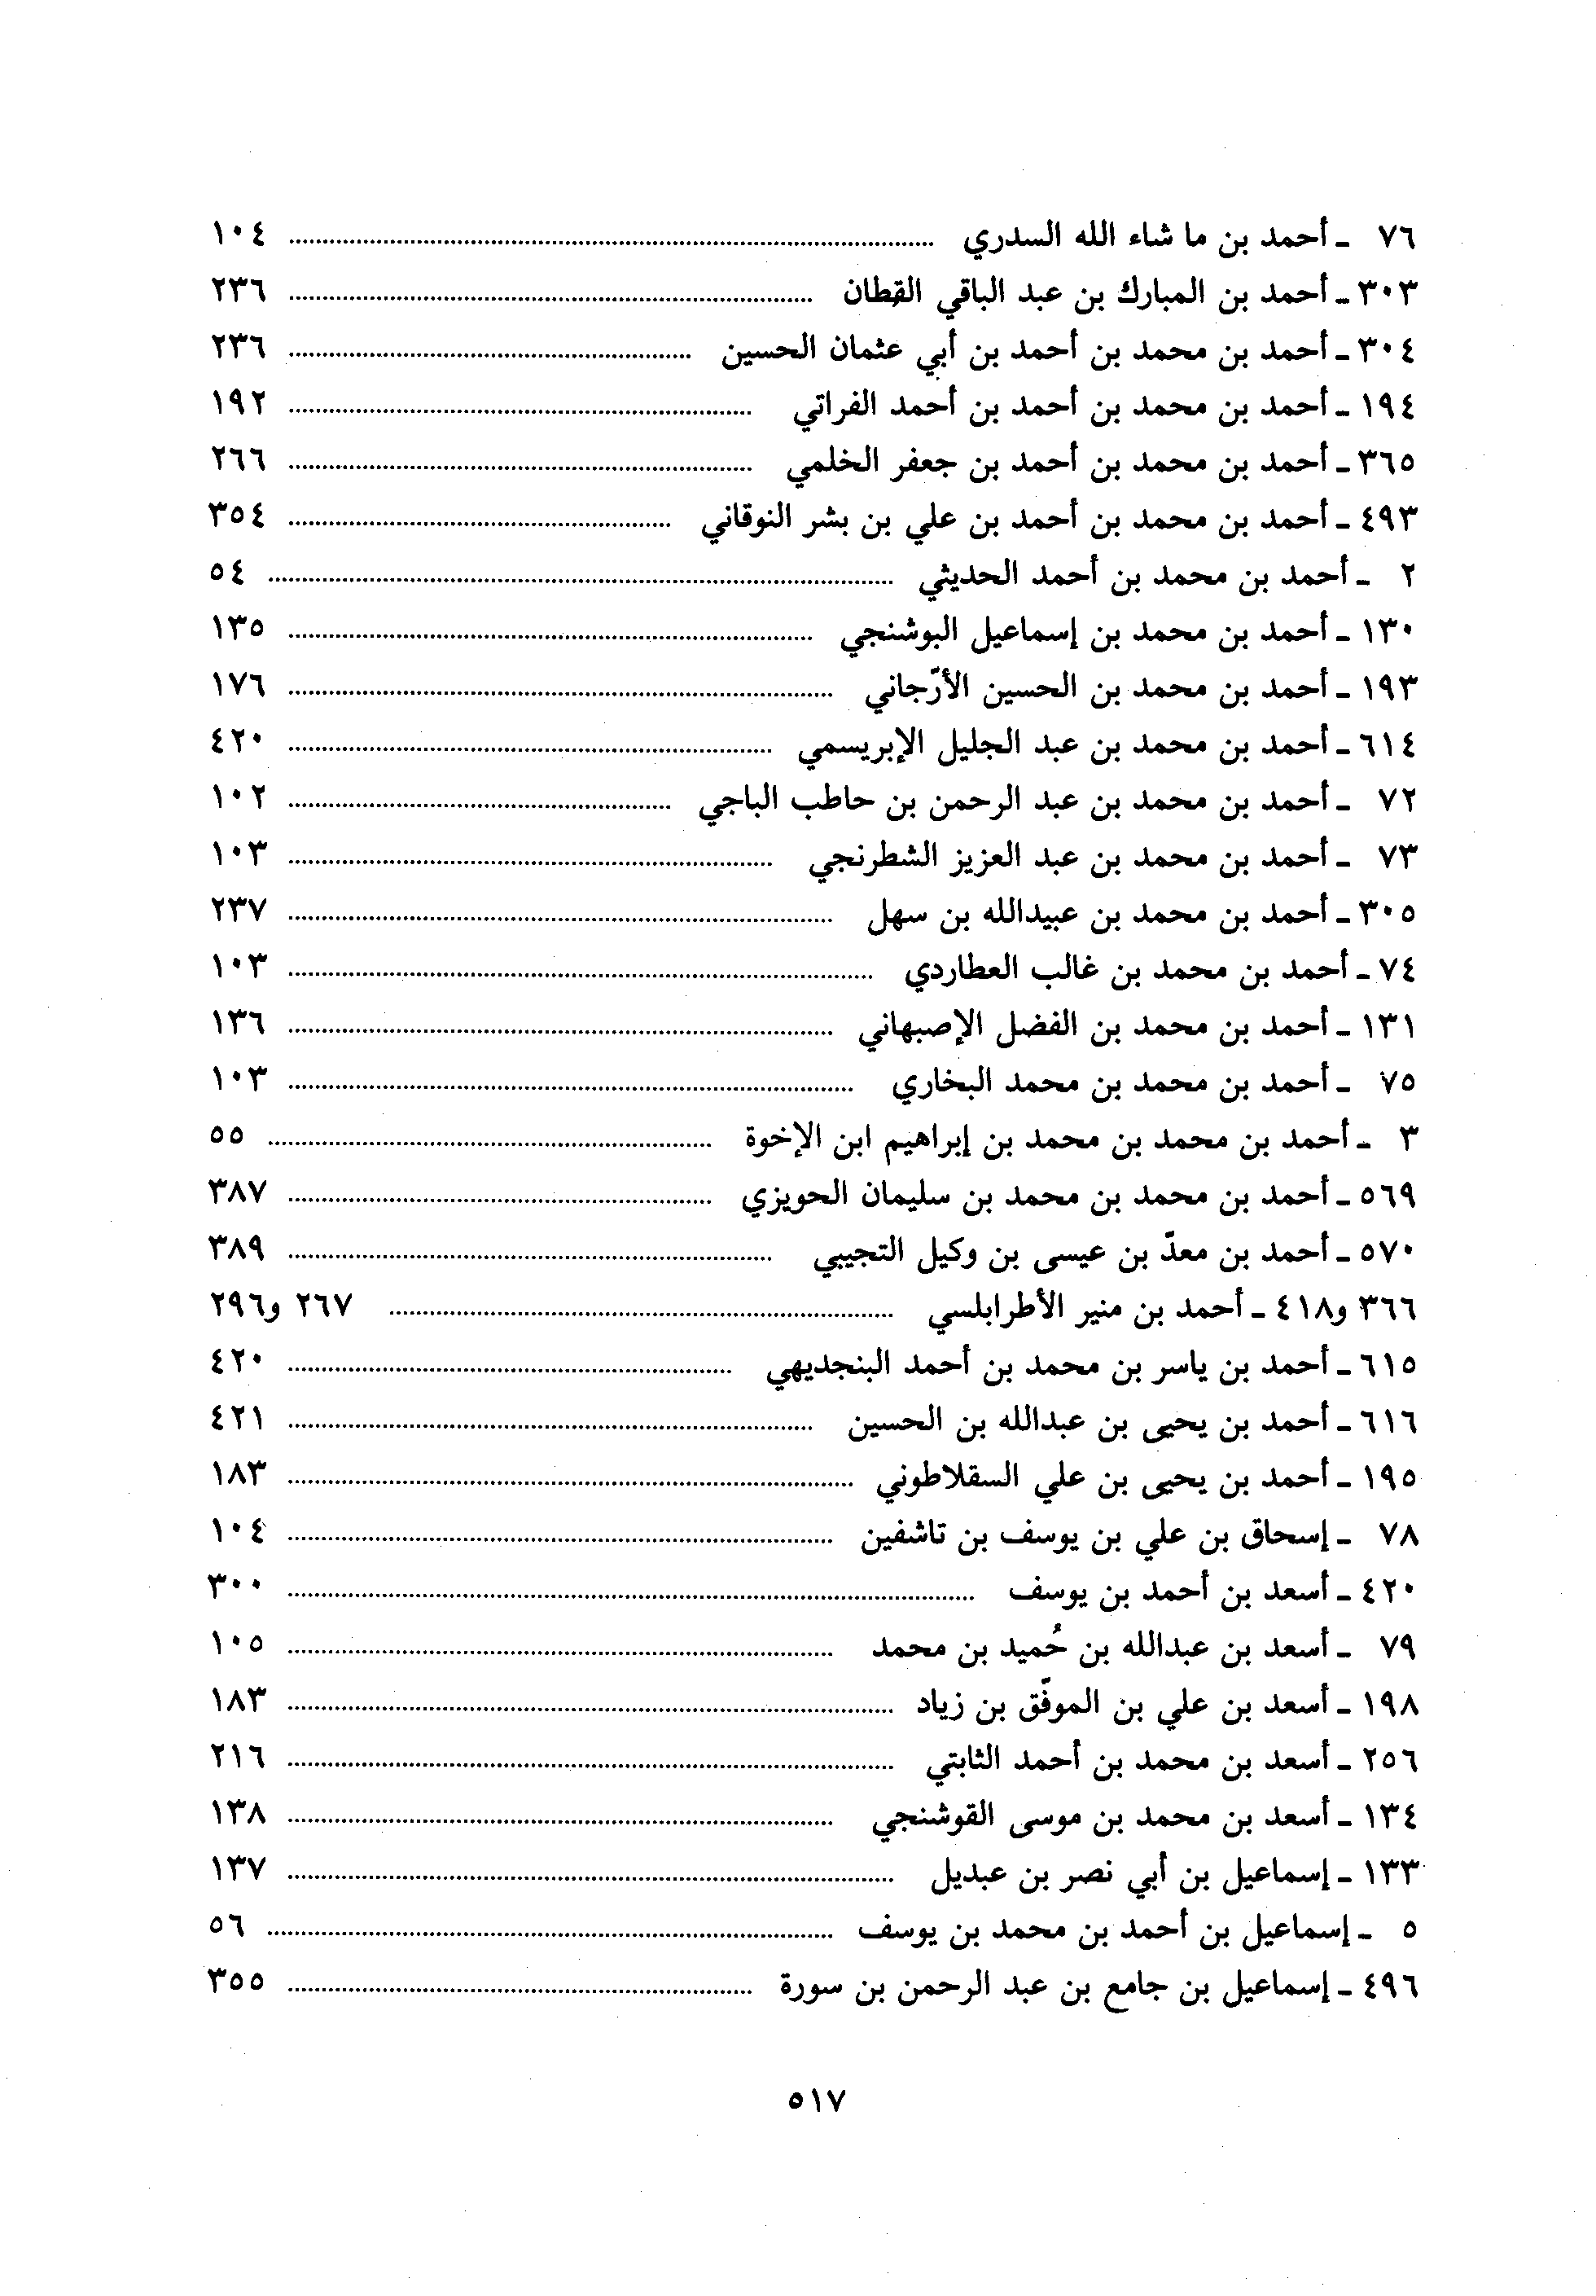 ٧٦ ـ أحمد بن ما شاء الله السدري ........ ١٠٤
٣٠٣ ـ أحمد بن المبارك بن عبد الباقي القطان ........ ٢٣٦
٣٠٤ ـ أحمد بن محمد بن أحمد بن أبي عثمان الحسين ........ ٢٣٦
١٩٤ ـ أحمد بن محمد بن أحمد بن أحمد الفراتي ........ ١٩٢
٣٦٥ ـ أحمد بن محمد بن أحمد بن جعفر الخلمي ........ ٢٦٦
٤٩٣ ـ أحمد بن محمد بن أحمد بن علي بن بشر النوقاني ........ ٣٥٤
٢ ـ أحمد بن محمد بن أحمد الحديثي ........ ٥٤
١٣٠ ـ أحمد بن محمد بن إسماعيل البوشنجي ........ ١٣٥
١٩٣ ـ أحمد بن محمد بن الحسين الأرّجاني ........ ١٧٦
٦١٤ ـ أحمد بن محمد بن عبد الجليل الإبريسمي ........ ٤٢٠
٧٢ ـ أحمد بن محمد بن عبد الرحمن بن حاطب الباجي ........ ١٠٢
٧٣ ـ أحمد بن محمد بن عبد العزيز الشطرنجي ........ ١٠٣
٣٠٥ ـ أحمد بن محمد بن عبيدالله بن سهل ........ ٢٣٧
٧٤ ـ أحمد بن محمد بن غالب العطاردي ........ ١٠٣
١٣١ ـ أحمد بن محمد بن الفضل الإصبهاني ........ ١٣٦
٧٥ ـ أحمد بن محمد بن محمد البخاري ........ ١٠٣
٣ ـ أحمد بن محمد بن محمد بن إبراهيم ابن الإخوة ........ ٥٥
٥٦٩ ـ أحمد بن محمد بن محمد بن سليمان الحويزي ........ ٣٨٧
٥٧٠ ـ أحمد بن معدّ بن عيسى بن وكيل التجيبي ........ ٣٨٩
٣٦٦ و٤١٨ ـ أحمد بن منير الأطرابلسي ........ ٢٦٧ و٢٩٦
٦١٥ ـ أحمد بن ياسر بن محمد بن أحمد البنجديهي ........ ٤٢٠
٦١٦ ـ أحمد بن يحيى بن عبدالله بن الحسين ........ ٤٢١
١٩٥ ـ أحمد بن يحيى بن علي السقلاطوني ........ ١٨٣
٧٨ ـ إسحاق بن علي بن يوسف بن تاشفين ........ ١٠٤
٤٢٠ ـ أسعد بن أحمد بن يوسف ........ ٣٠٠
٧٩ ـ أسعد بن عبدالله بن حُميد بن محمد ........ ١٠٥
١٩٨ ـ أسعد بن علي بن الموفّق بن زياد ........ ١٨٣
٢٥٦ ـ أسعد بن محمد بن أحمد الثابتي ........ ٢١٦
١٣٤ ـ أسعد بن محمد بن موسى القوشنجي ........ ١٣٨
١٣٣ ـ إسماعيل بن أبي نصر بن عبديل ........ ١٣٧
٥ ـ إسماعيل بن أحمد بن محمد بن يوسف ........ ٥٦
٤٩٦ ـ إسماعيل بن جامع بن عبد الرحمن بن سورة ........ ٣٥٥
٥١٧